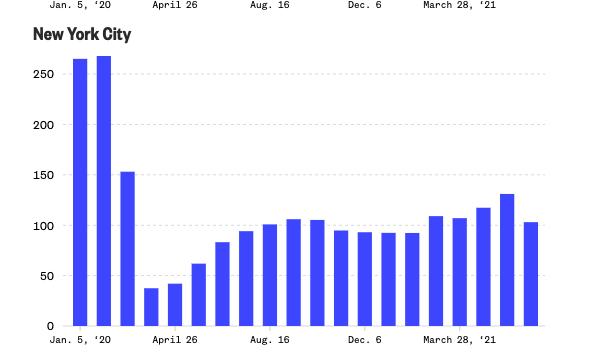 Jan. 5, ‘20 April 26 Aug. 16 Dec. 6 March 28, ‘21
New York City
250
200
150
100
50
0
Jan. 5, ‘20 April 26 Aug. 16 Dec. 6 March 28, ‘21